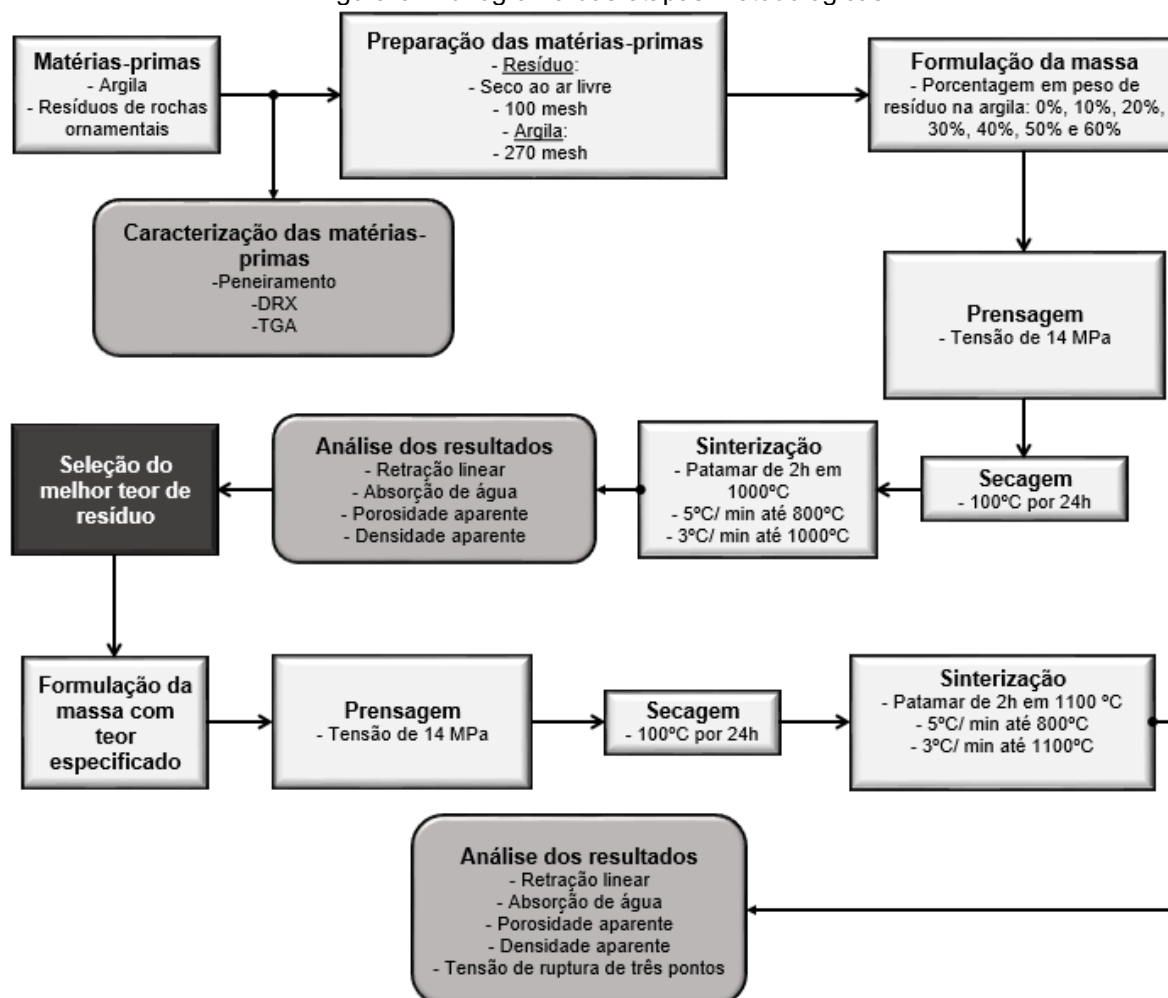 Matérias-primas
- Argila
- Resíduos de rochas
ornamentais
Preparação das matérias-primas
- Resíduo:
- Seco ao ar livre
- 100 mesh
- Argila:
- 270 mesh
Formulação da massa
- Porcentagem em peso de
resíduo na argila: 0%, 10%, 20%,
30%, 40%, 50% e 60%
Caracterização das matérias-
primas
-Peneiramento
-DRX
-TGA
Prensagem
- Tensão de 14 MPa
Secagem
- 100ºC por 24h
Sinterização
- Patamar de 2h em
1000ºC
- 5ºC/ min até 800ºC
- 3ºC/ min até 1000ºC
Análise dos resultados
- Retração linear
- Absorção de água
- Porosidade aparente
- Densidade aparente
Seleção do
melhor teor de
resíduo
Formulação da
massa com
teor
especificado
Prensagem
- Tensão de 14 MPa
Secagem
- 100ºC por 24h
Sinterização
- Patamar de 2h em 1100 ºC
- 5ºC/ min até 800ºC
- 3ºC/ min até 1100ºC
Análise dos resultados
- Retração linear
- Absorção de água
- Porosidade aparente
- Densidade aparente
- Tensão de ruptura de três pontos